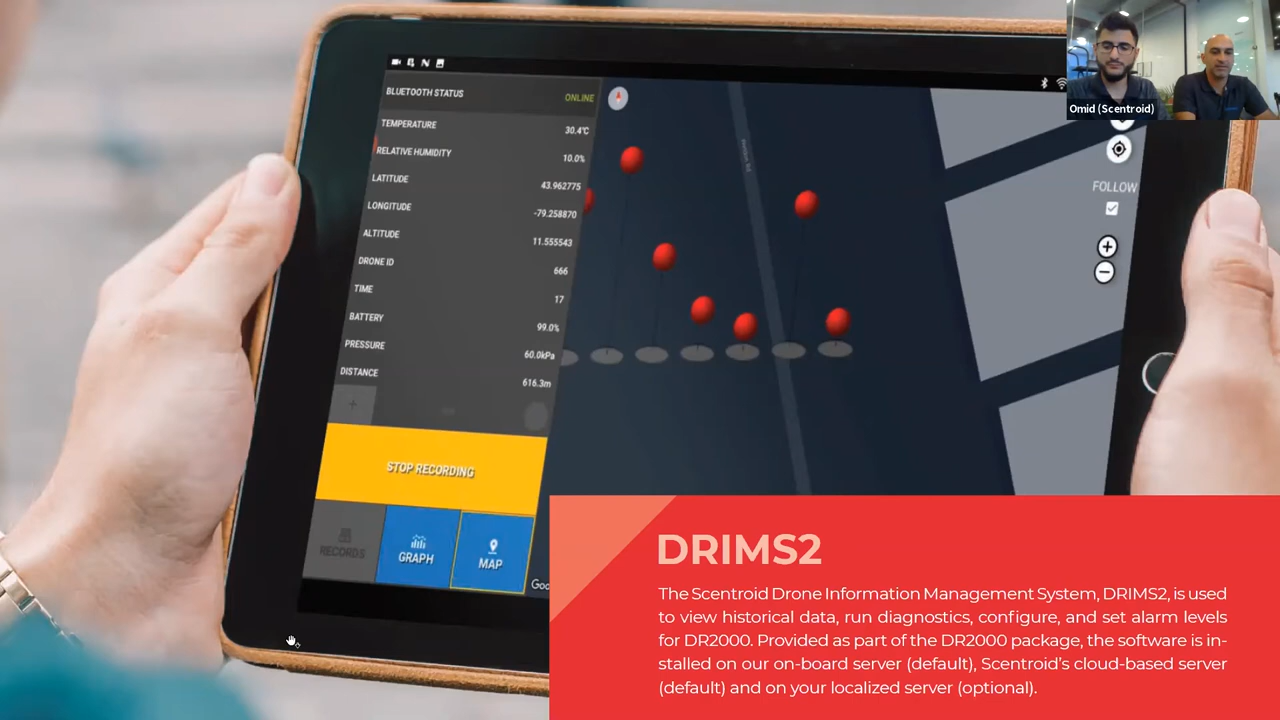 Omid (Scentroid)
BLUETOOTH STATUS ONLINE
TEMPERATURE 30.4℃
RELATIVE HUMIDITY 10.0%
LATITUDE 43.962775
LONGITUDE -79.258870
ALTITUDE 11.555543
DRONE ID 666
TIME 17
BATTERY 99.0%
PRESSURE 60.0kPa
DISTANCE 616.3m
FOLLOW
STOP RECORDING
RECORDS
GRAPH
MAP
Goo
DRIMS2
The Scentroid Drone Information Management System, DRIMS2, is used
to view historical data, run diagnostics, configure, and set alarm levels
for DR2000. Provided as part of the DR2000 package, the software is in-
stalled on our on-board server (default), Scentroid's cloud-based server
(default) and on your localized server (optional).